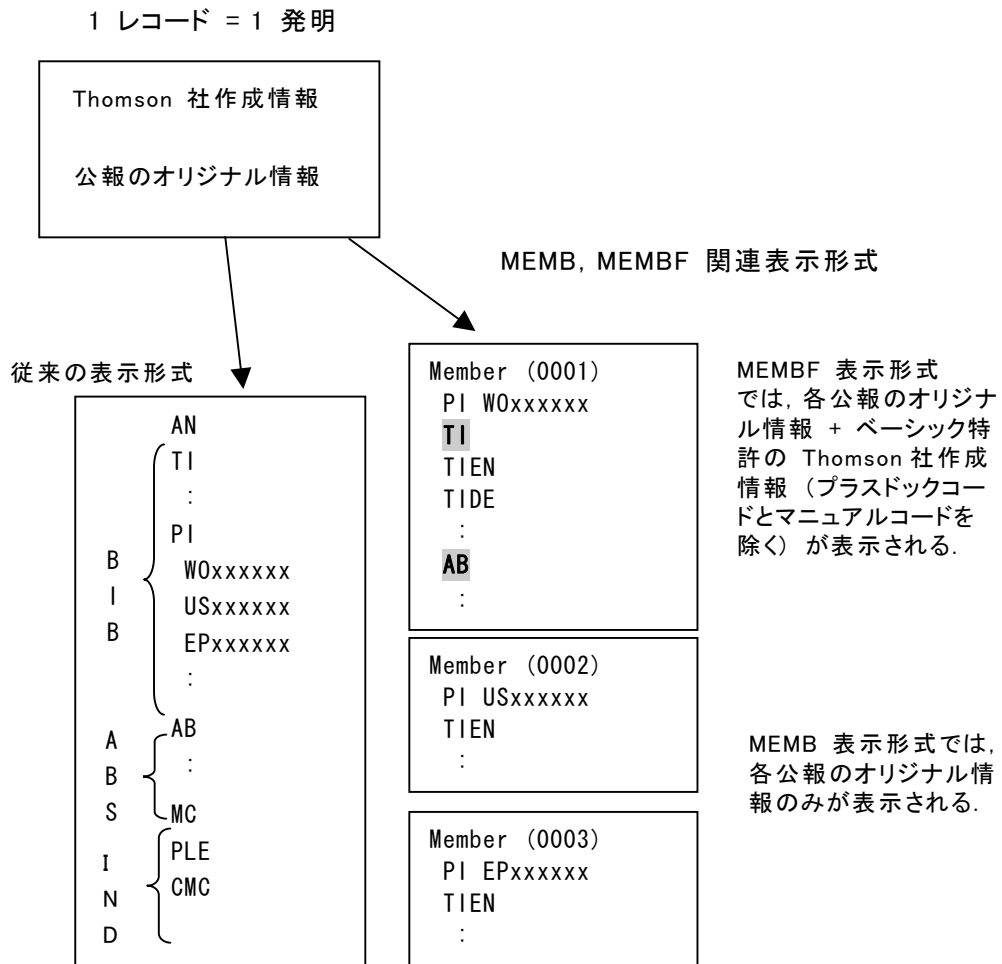 1 レコード = 1 発明
Thomson 社作成情報
公報のオリジナル情報
MEMB, MEMBF 関連表示形式
従来の表示形式
AN
TI
:
PI
WOxxxxxx
USxxxxxx
EPxxxxxx
:
AB
:
MC
PLE
CMC
B
I
B
A
B
S
I
N
D
Member (0001)
PI WOxxxxxx
TI
TIEN
TIDE
:
AB
:
Member (0002)
PI USxxxxxx
TIEN
:
Member (0003)
PI EPxxxxxx
TIEN
:
MEMBF 表示形式
では, 各公報のオリジナ
ル情報 + ベーシック特
許の Thomson 社作成
情報 (プラスドックコー
ドとマニュアルコードを
除く) が表示される.
MEMB 表示形式では,
各公報のオリジナル情
報のみが表示される.